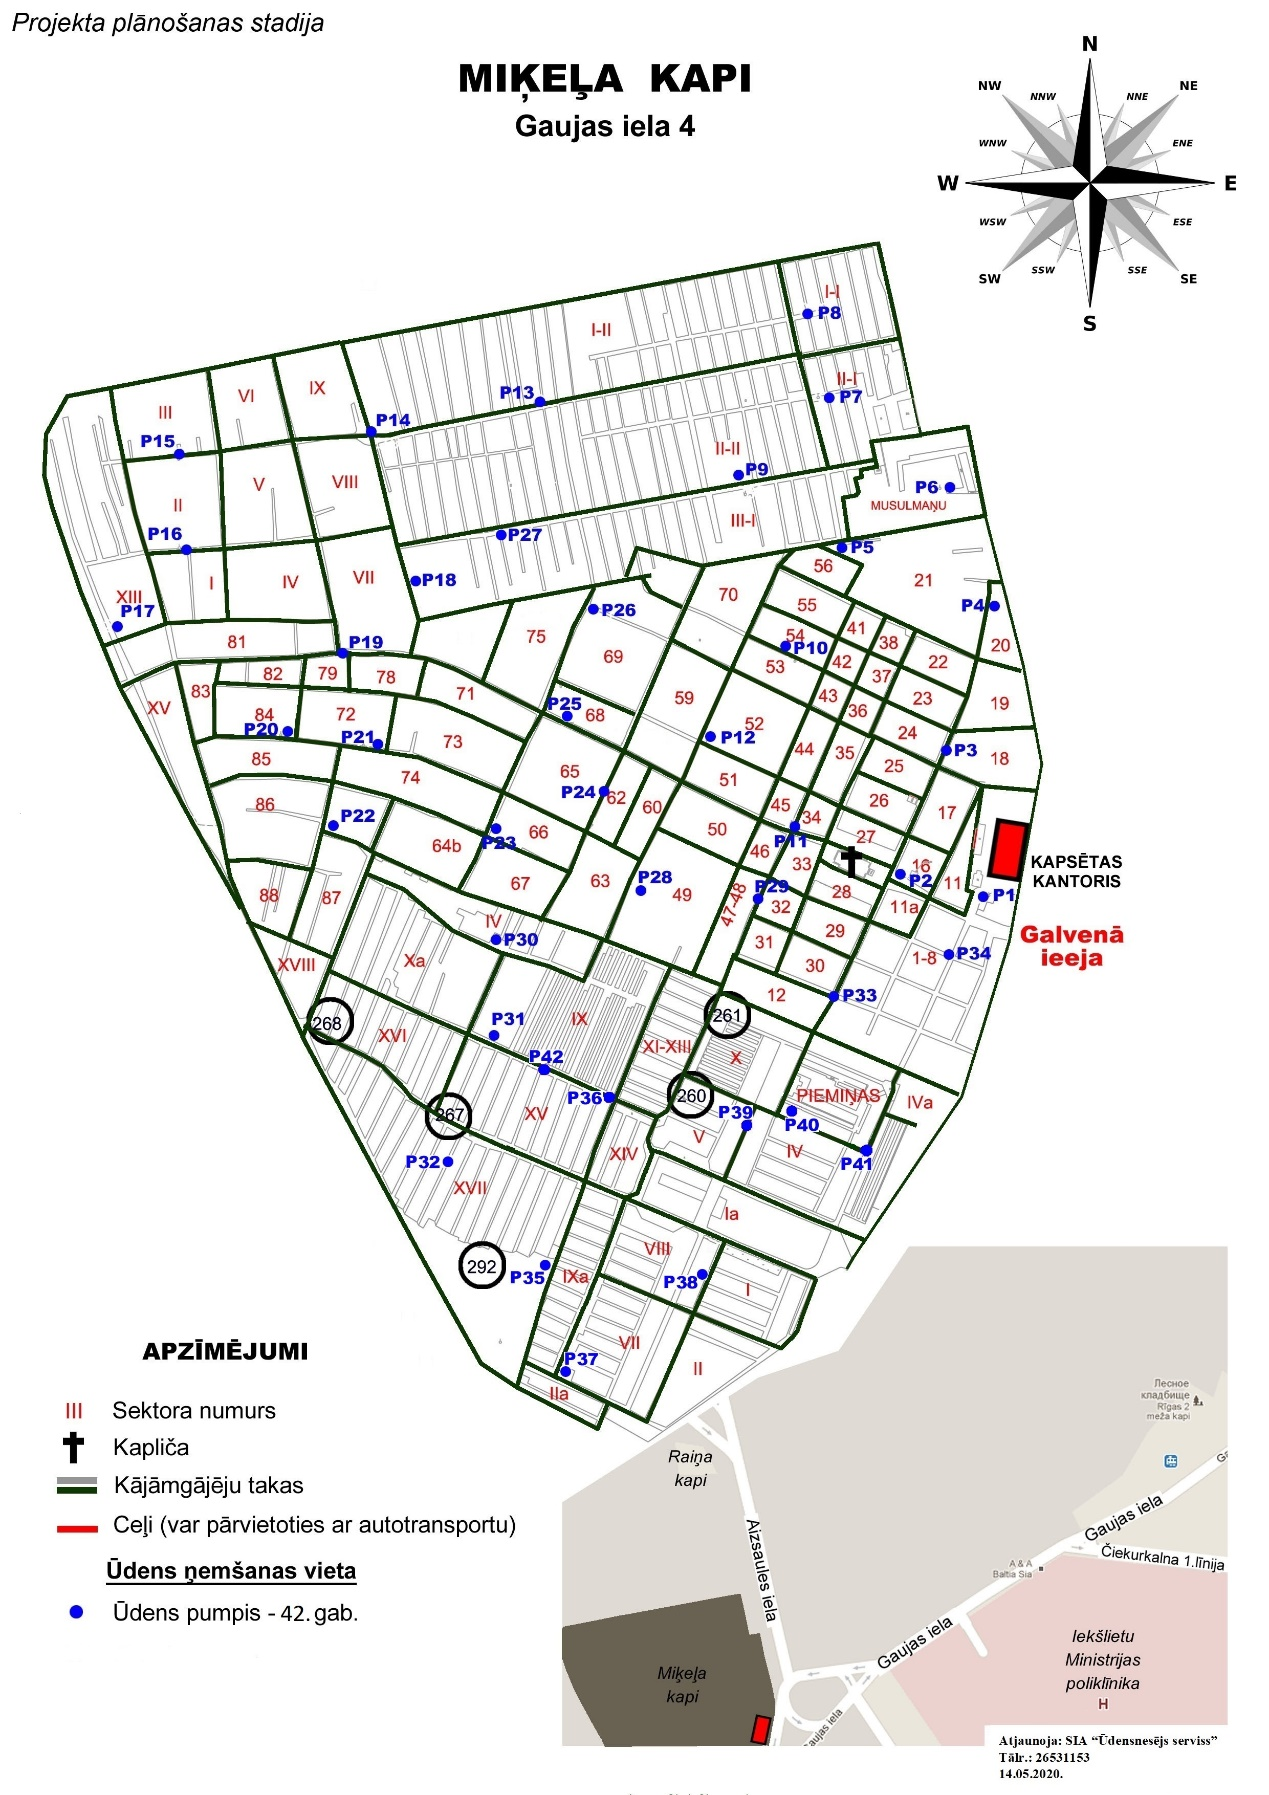 Projekta plānošanas stadija
MIĶEĻA KAPI
Gaujas iela 4
N
NNW
NNE
NW
NE
WNW
ENE
W
E
WSW
ESE
SW
SE
SSW
SSE
S
I-I
P8
I-II
II-I
P7
P13
IX
VI
III
P14
P15
II-II
P9
P6
MUSULMAŅU
VIII
V
II
III-I
P16
P27
P5
56
21
VII
IV
I
P18
70
XIII
P17
P26
55
P4
41
38
20
54
P10
75
81
P19
69
53
42
22
82
79
78
37
83
71
59
43
23
19
XV
P25
68
84
72
52
36
P20
P21
73
P12
24
44
35
P3
85
18
74
65
51
25
P24
62
60
45
26
86
34
17
P22
66
50
P11
27
P23
64b
46
33
16
KAPSĒTAS
KANTORIS
67
63
P28
49
P29
28
P2
11
88
87
47-48
32
11a
P1
IV
P30
31
29
Galvenā
ieeja
XVIII
Xa
30
1-8
P34
12
P33
268
XVI
P31
IX
261
XI-XIII
X
P42
P36
260
PIEMIŅAS
IVa
267
XV
P39
P40
V
IV
P41
P32
XIV
XVII
Ia
VIII
292
P35
IXa
P38
I
VII
P37
II
IIa
APZĪMĒJUMI
III Sektora numurs
Kapliča
Kājāmgājēju takas
Ceļi (var pārvietoties ar autotransportu)
Ūdens ņemšanas vieta
Ūdens pumpis - 42. gab.
Лесное
кладбище
Rīgas 2
meža kapi
Raiņa
kapi
Aizsaules iela
Gaujas iela
Čiekurkalna 1.līnija
A & A
Baltia Sia
Gaujas iela
Iekšlietu
Ministrijas
poliklīnika
H
Miķeļa
kapi
Gaujas iela
Atjaunoja: SIA “Ūdensnesējs serviss”
Tālr.: 26531153
14.05.2020.